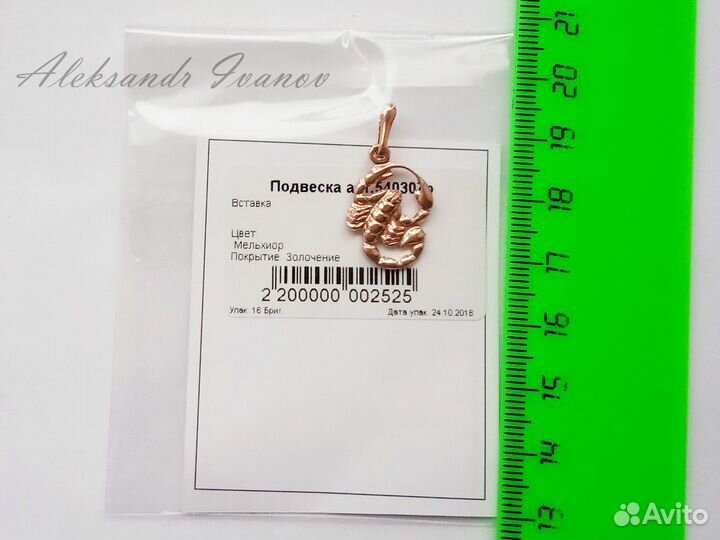 Aleksandr Ivanov
Подвеска
Вставка
Цвет
Мельхиор
Покрытие Золочение
2 200000 002525
Упак 16 Бриг
Дата упак 24.10.2016
21
20
19
18
17
16
15
14
13
Avito